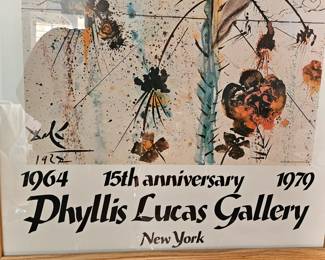 1964 15th anniversary 1979
Phyllis Lucas Gallery
New York